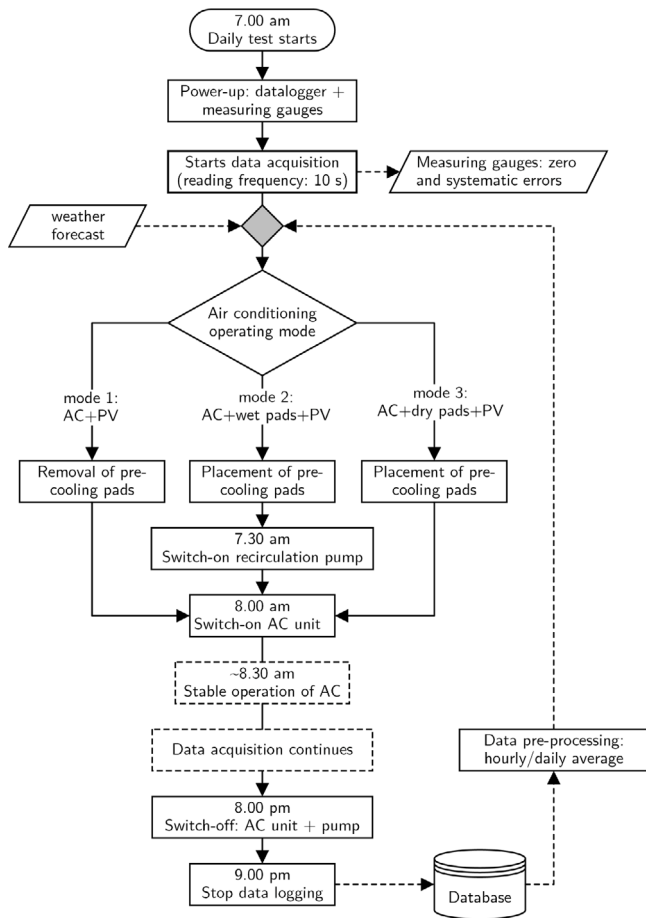 7.00 am
Daily test starts
Power-up: datalogger +
measuring gauges
Starts data acquisition
(reading frequency: 10 s)
Measuring gauges: zero
and systematic errors
weather
forecast
Air conditioning
operating mode
mode 1:
AC+PV
mode 2:
AC+wet pads+PV
mode 3:
AC+dry pads+PV
Removal of pre-
cooling pads
Placement of pre-
cooling pads
Placement of pre-
cooling pads
7.30 am
Switch-on recirculation pump
8.00 am
Switch-on AC unit
~8.30 am
Stable operation of AC
Data acquisition continues
Data pre-processing:
hourly/daily average
8.00 pm
Switch-off: AC unit + pump
9.00 pm
Stop data logging
Database